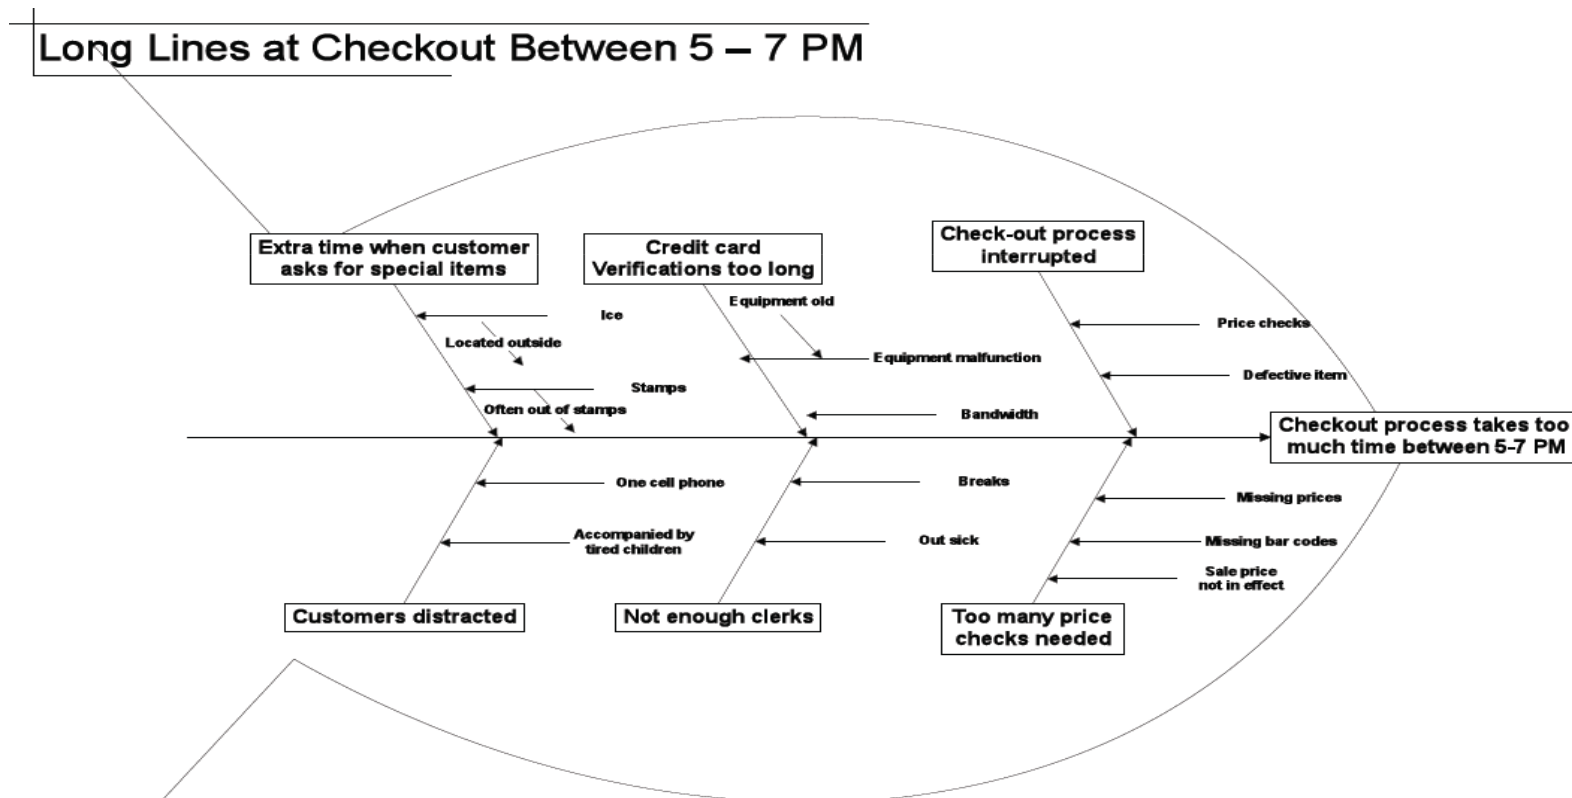 Long Lines at Checkout Between 5 – 7 PM
Extra time when customer
asks for special items
Credit card
Verifications too long
Check-out process
interrupted
Ice
Located outside
Stamps
Often out of stamps
Equipment old
Equipment malfunction
Bandwidth
Price checks
Defective item
Checkout process takes too
much time between 5-7 PM
One cell phone
Accompanied by
tired children
Customers distracted
Breaks
Out sick
Not enough clerks
Missing prices
Missing bar codes
Sale price
not in effect
Too many price
checks needed